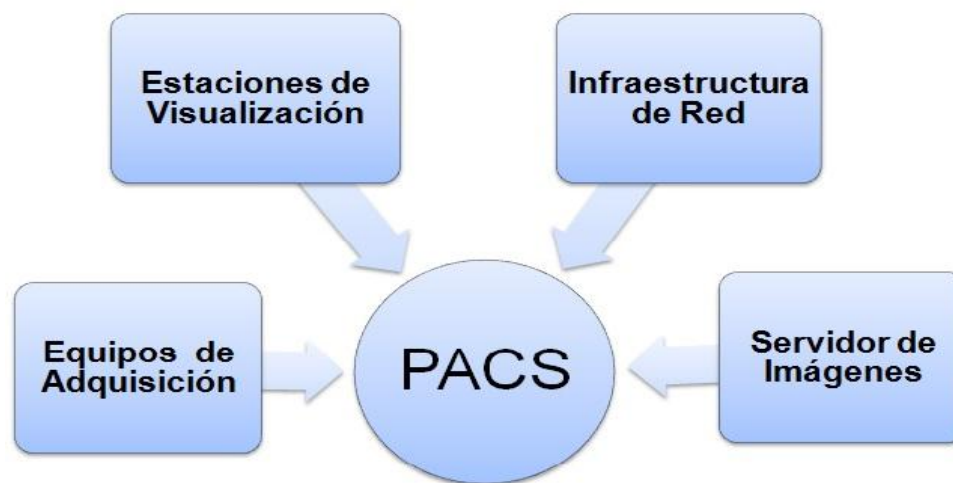 Estaciones de
Visualización
Infraestructura
de Red
Equipos de
Adquisición
PACS
Servidor de
Imágenes